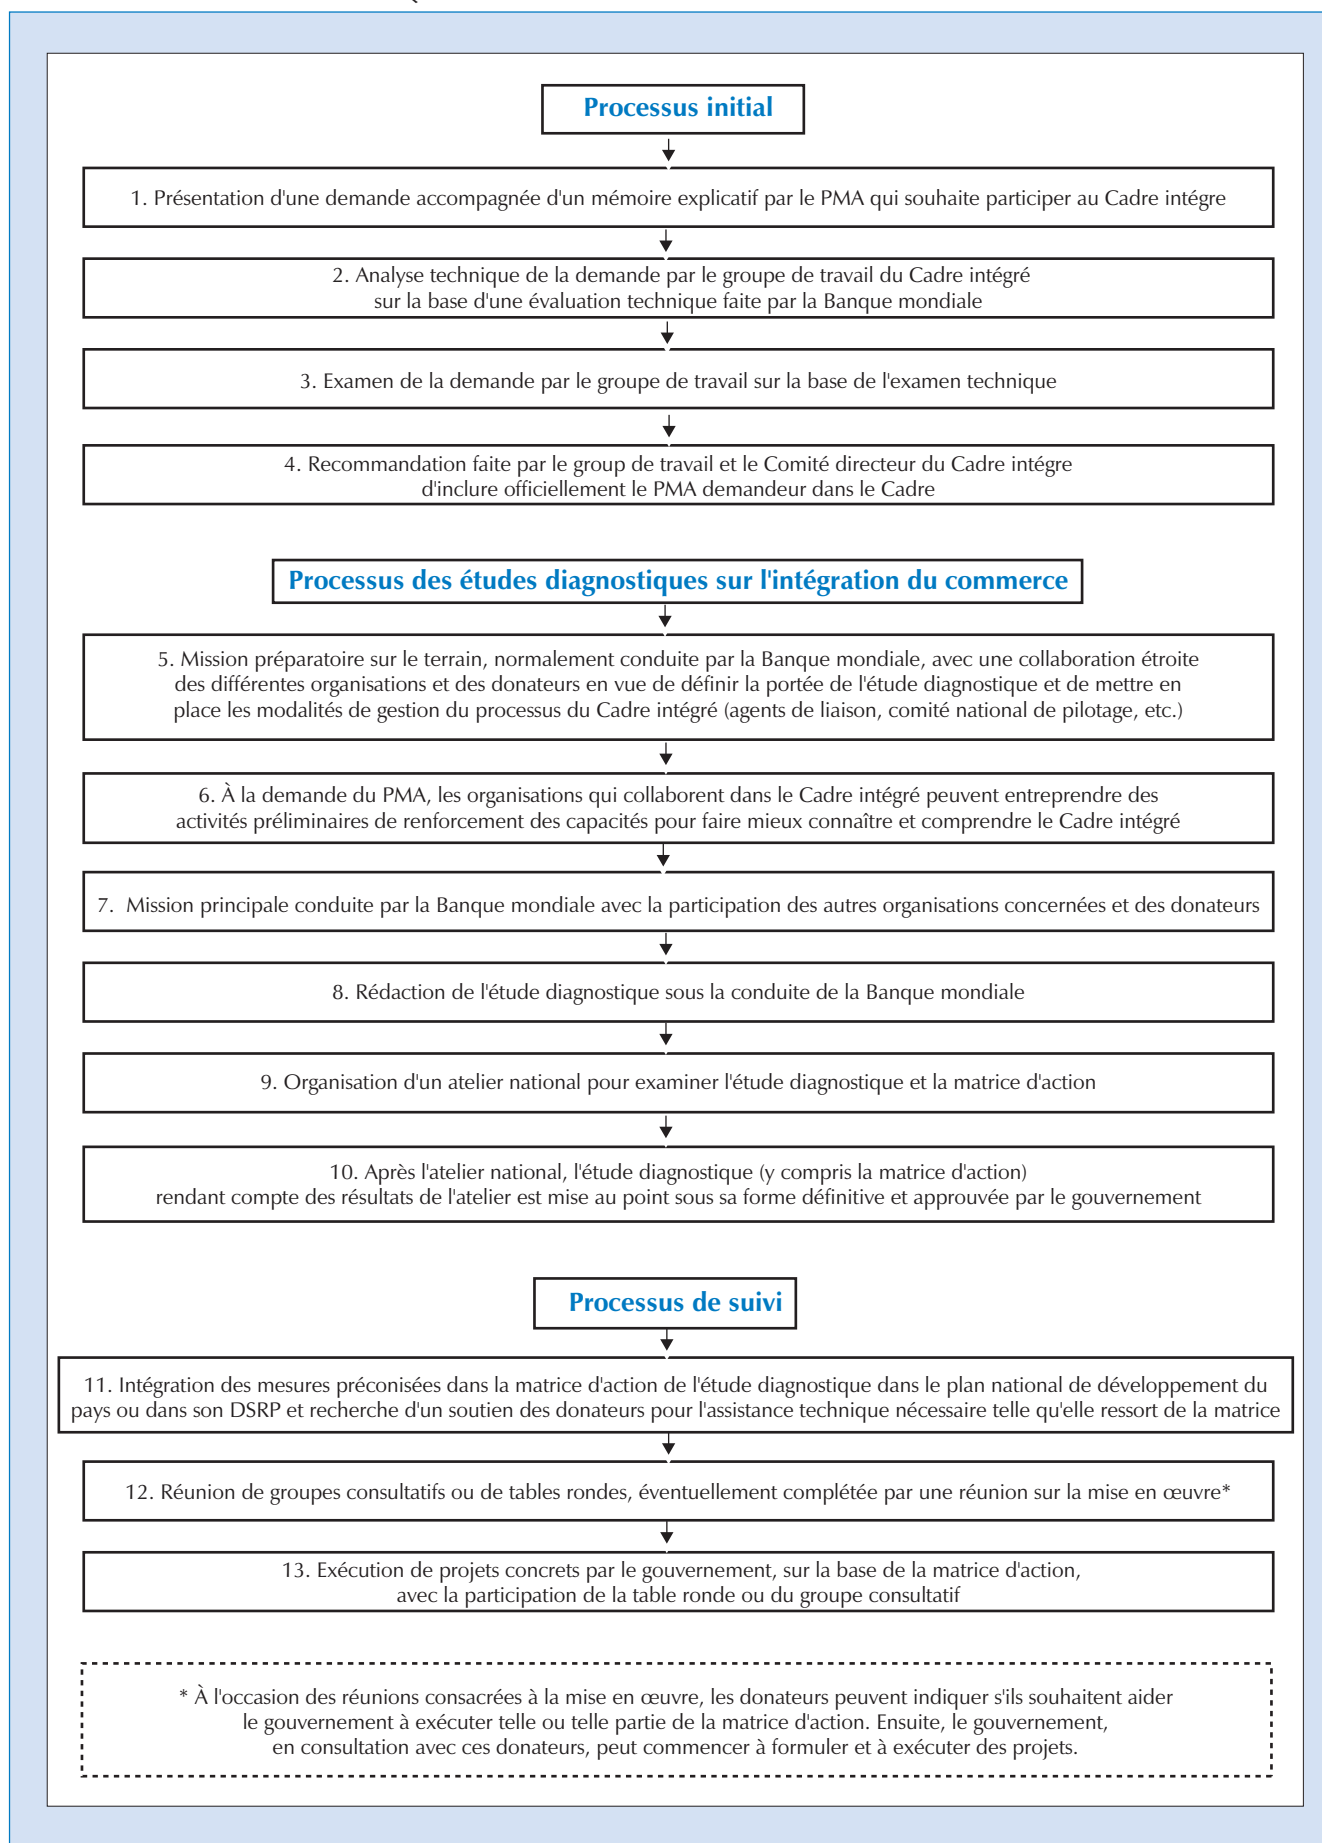 Processus initial
1. Présentation d'une demande accompagnée d'un mémoire explicatif par le PMA qui souhaite participer au Cadre intégre
2. Analyse technique de la demande par le groupe de travail du Cadre intégré
sur la base d'une évaluation technique faite par la Banque mondiale
3. Examen de la demande par le groupe de travail sur la base de l'examen technique
4. Recommandation faite par le group de travail et le Comité directeur du Cadre intégre
d'inclure officiellement le PMA demandeur dans le Cadre
Processus des études diagnostiques sur l'intégration du commerce
5. Mission préparatoire sur le terrain, normalement conduite par la Banque mondiale, avec une collaboration étroite
des différentes organisations et des donateurs en vue de définir la portée de l'étude diagnostique et de mettre en
place les modalités de gestion du processus du Cadre intégré (agents de liaison, comité national de pilotage, etc.)
6. À la demande du PMA, les organisations qui collaborent dans le Cadre intégré peuvent entreprendre des
activités préliminaires de renforcement des capacités pour faire mieux connaître et comprendre le Cadre intégré
7. Mission principale conduite par la Banque mondiale avec la participation des autres organisations concernées et des donateurs
8. Rédaction de l'étude diagnostique sous la conduite de la Banque mondiale
9. Organisation d'un atelier national pour examiner l'étude diagnostique et la matrice d'action
10. Après l'atelier national, l'étude diagnostique (y compris la matrice d'action)
rendant compte des résultats de l'atelier est mise au point sous sa forme définitive et approuvée par le gouvernement
Processus de suivi
11. Intégration des mesures préconisées dans la matrice d'action de l'étude diagnostique dans le plan national de développement du
pays ou dans son DSRP et recherche d'un soutien des donateurs pour l'assistance technique nécessaire telle qu'elle ressort de la matrice
12. Réunion de groupes consultatifs ou de tables rondes, éventuellement complétée par une réunion sur la mise en œuvre*
13. Exécution de projets concrets par le gouvernement, sur la base de la matrice d'action,
avec la participation de la table ronde ou du groupe consultatif
* À l'occasion des réunions consacrées à la mise en œuvre, les donateurs peuvent indiquer s'ils souhaitent aider
le gouvernement à exécuter telle ou telle partie de la matrice d'action. Ensuite, le gouvernement,
en consultation avec ces donateurs, peut commencer à formuler et à exécuter des projets.